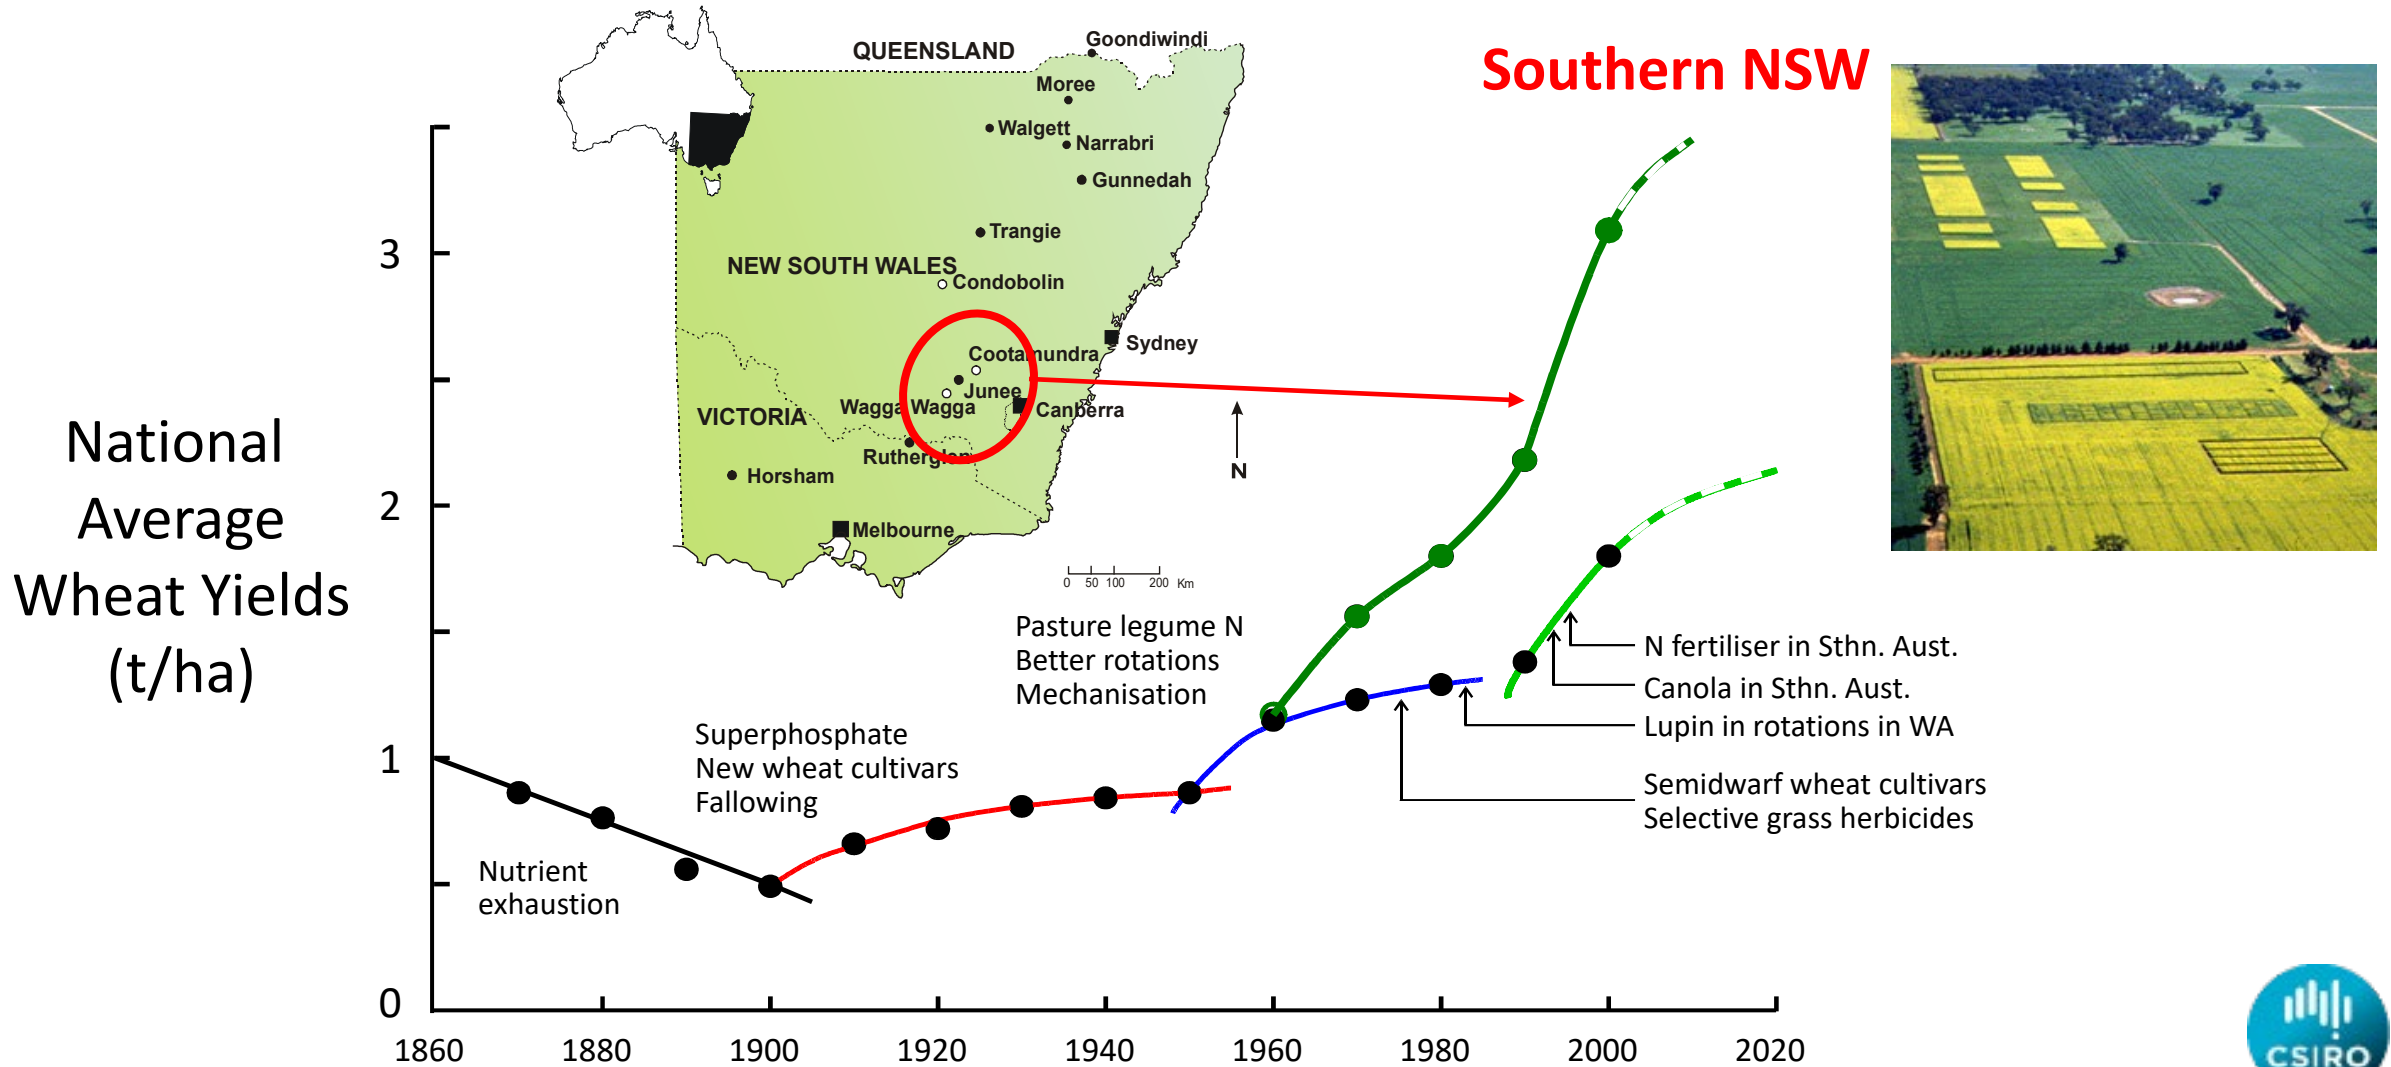 Southern NSW
QUEENSLAND
Goondiwindi
Moree
Walgett
Narrabri
Gunnedah
Trangie
NEW SOUTH WALES
Condobolin
Cootamundra
Sydney
Junee
Wagga Wagga
Canberra
VICTORIA
Rutherglen
Horsham
Melbourne
N
0 50 100 200 Km
National
Average
Wheat Yields
(t/ha)
3
2
1
0
Pasture legume N
Better rotations
Mechanisation
Superphosphate
New wheat cultivars
Fallowing
Nutrient
exhaustion
N fertiliser in Sthn. Aust.
Canola in Sthn. Aust.
Lupin in rotations in WA
Semidwarf wheat cultivars
Selective grass herbicides
1860 1880 1900 1920 1940 1960 1980 2000 2020
CSIRO